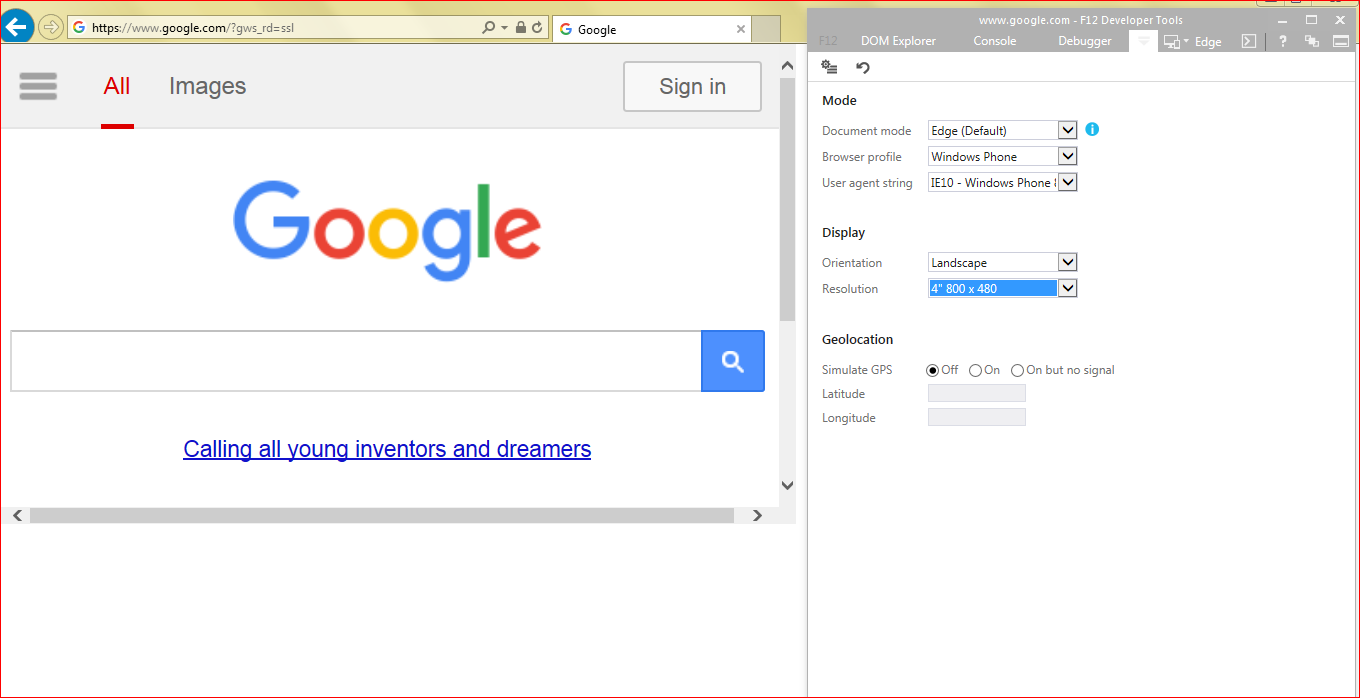 https://www.google.com/?gws_rd=ssl
Google
All
Images
Sign in
Google
Calling all young inventors and dreamers
www.google.com - F12 Developer Tools
F12
DOM Explorer
Console
Debugger
Edge
?
Mode
Document mode
Edge (Default)
Browser profile
Windows Phone
User agent string
IE10 - Windows Phone
Display
Orientation
Landscape
Resolution
4" 800 x 480
Geolocation
Simulate GPS
Off
On
On but no signal
Latitude
Longitude